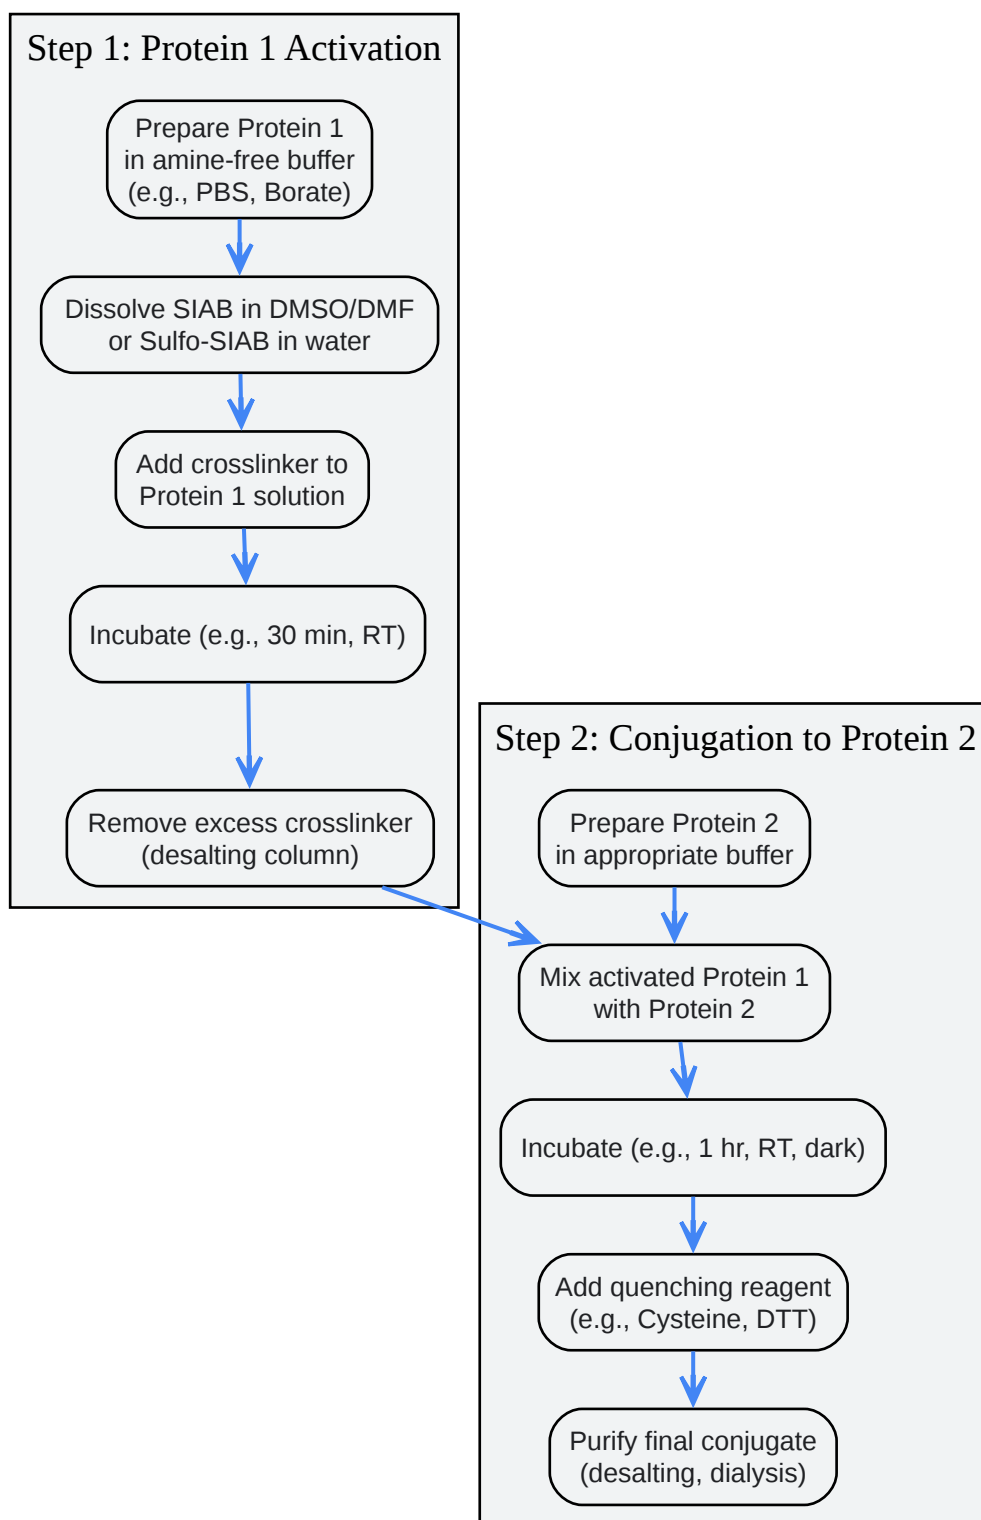 Step 1: Protein 1 Activation
Prepare Protein 1
in amine-free buffer
(e.g., PBS, Borate)
Dissolve SIAB in DMSO/DMF
or Sulfo-SIAB in water
Add crosslinker to
Protein 1 solution
Incubate (e.g., 30 min, RT)
Remove excess crosslinker
(desalting column)
Step 2: Conjugation to Protein 2
Prepare Protein 2
in appropriate buffer
Mix activated Protein 1
with Protein 2
Incubate (e.g., 1 hr, RT, dark)
Add quenching reagent
(e.g., Cysteine, DTT)
Purify final conjugate
(desalting, dialysis)